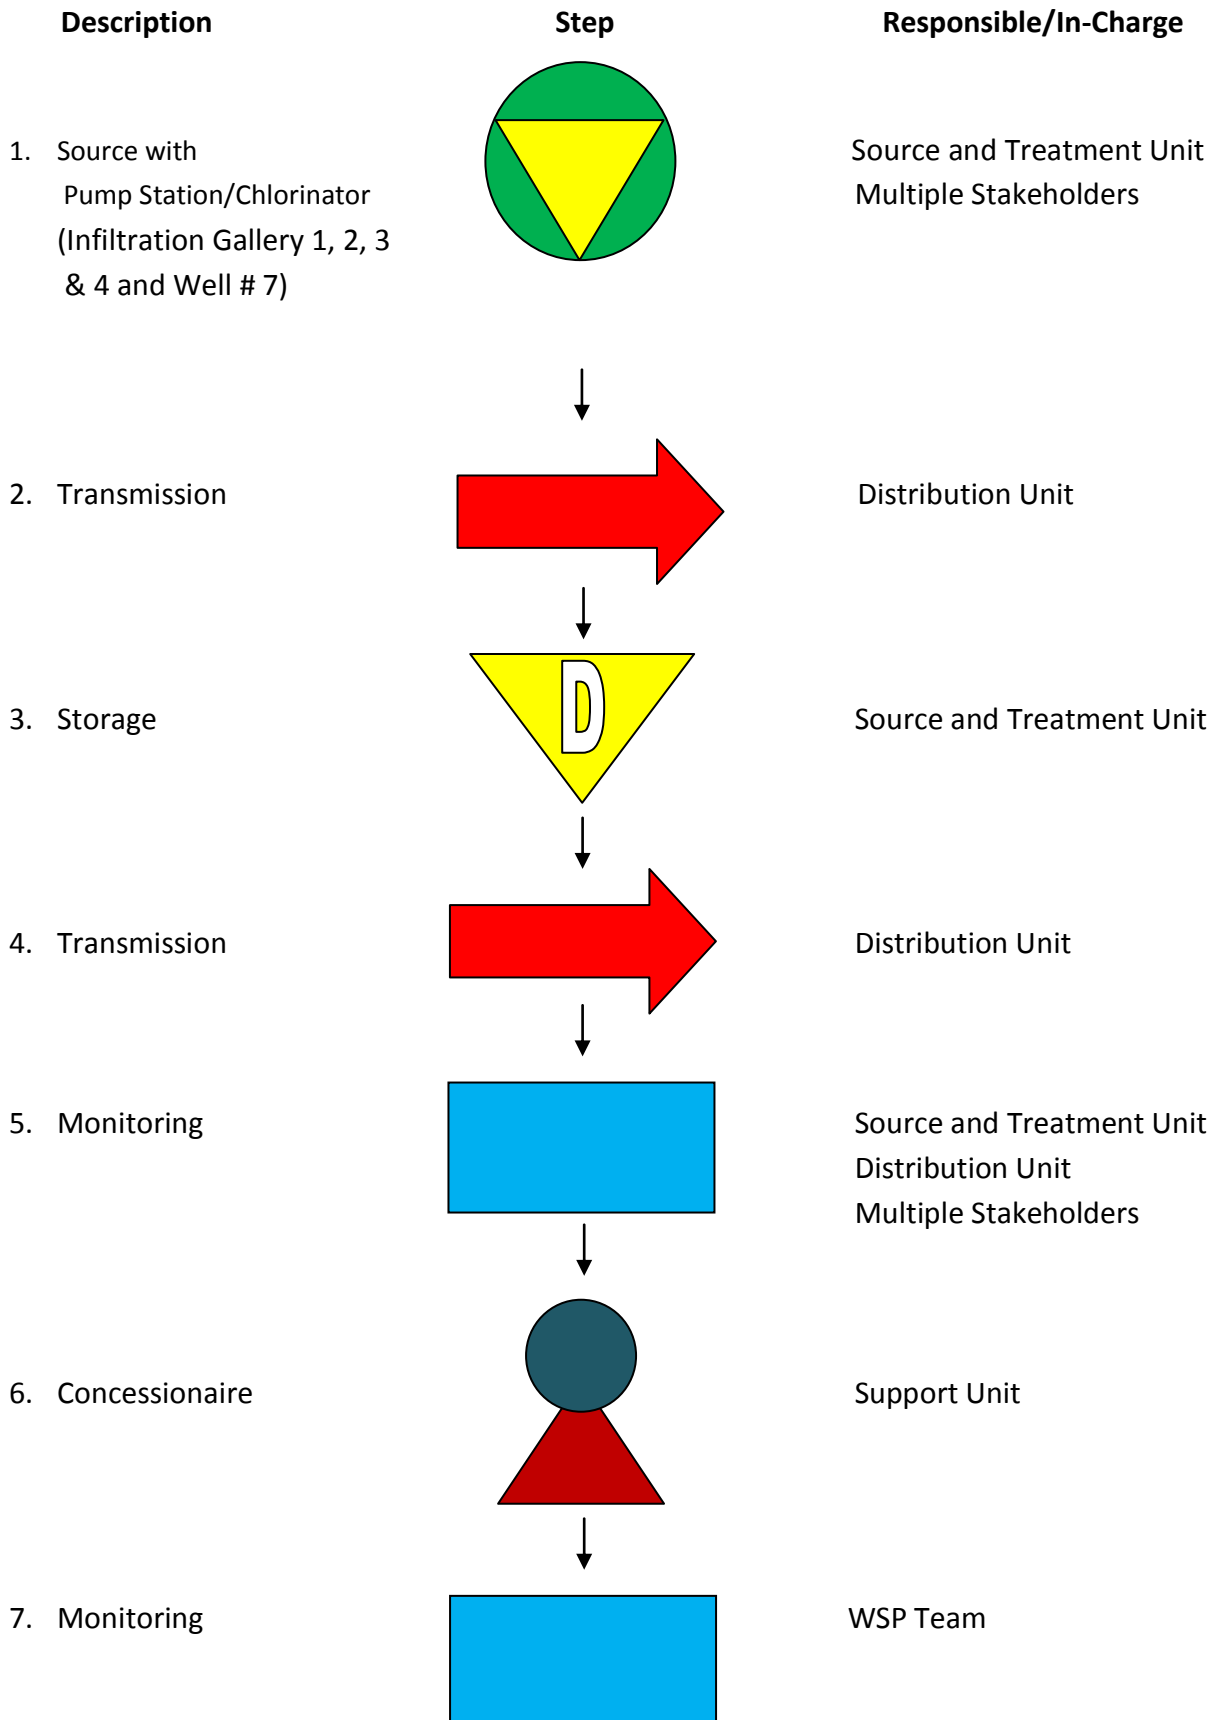 Description Step Responsible/In-Charge
1. Source with Source and Treatment Unit
Pump Station/Chlorinator Multiple Stakeholders
(Infiltration Gallery 1, 2, 3
& 4 and Well # 7)
2. Transmission Distribution Unit
D
3. Storage Source and Treatment Unit
4. Transmission Distribution Unit
5. Monitoring Source and Treatment Unit
Distribution Unit
Multiple Stakeholders
6. Concessionaire Support Unit
7. Monitoring WSP Team